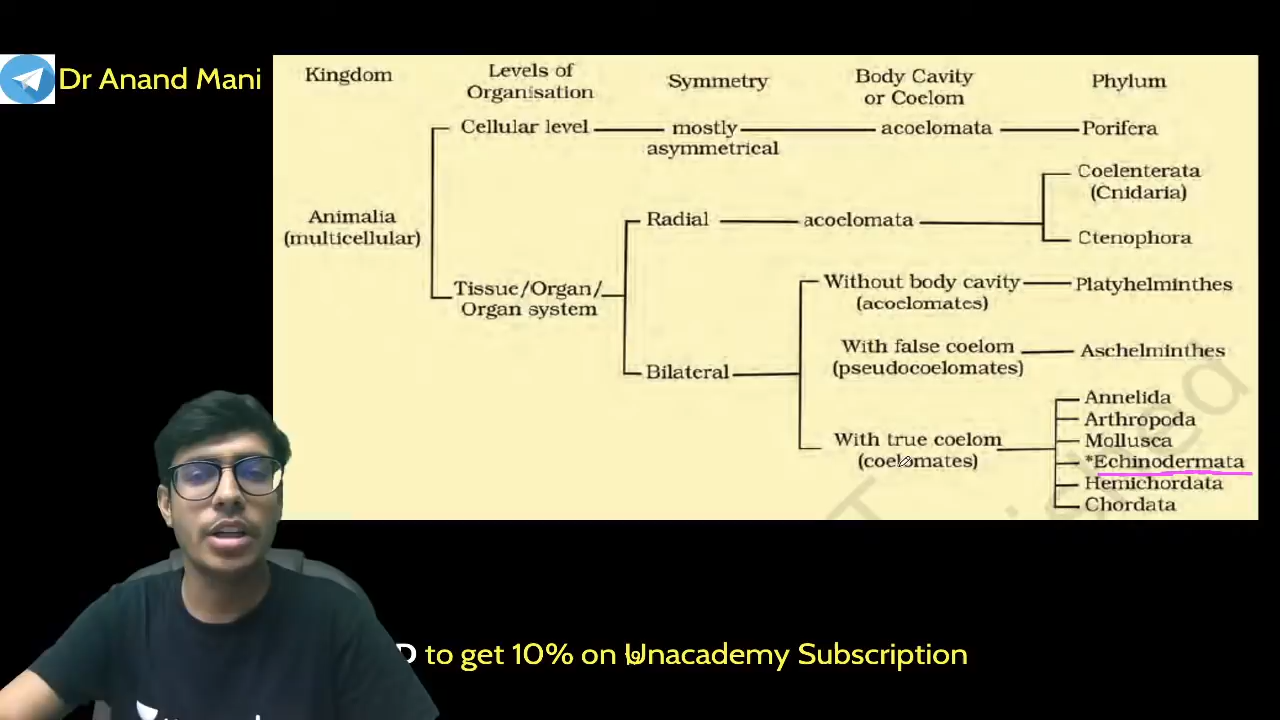 Dr Anand Mani
Kingdom
Levels of
Organisation
Symmetry
Body Cavity
or Coelom
Phylum
Cellular level
mostly
asymmetrical
acoelomata
Porifera
Animalia
(multicellular)
Tissue/Organ/
Organ system
Radial
acoelomata
Coelenterata
(Cnidaria)
Ctenophora
Bilateral
Without body cavity
(acoelomates)
Platyhelminthes
With false coelom
(pseudocoelomates)
Aschelminthes
With true coelom
(coelomates)
Annelida
Arthropoda
Mollusca
*Echinodermata
Hemichordata
Chordata
D to get 10% on Unacademy Subscription